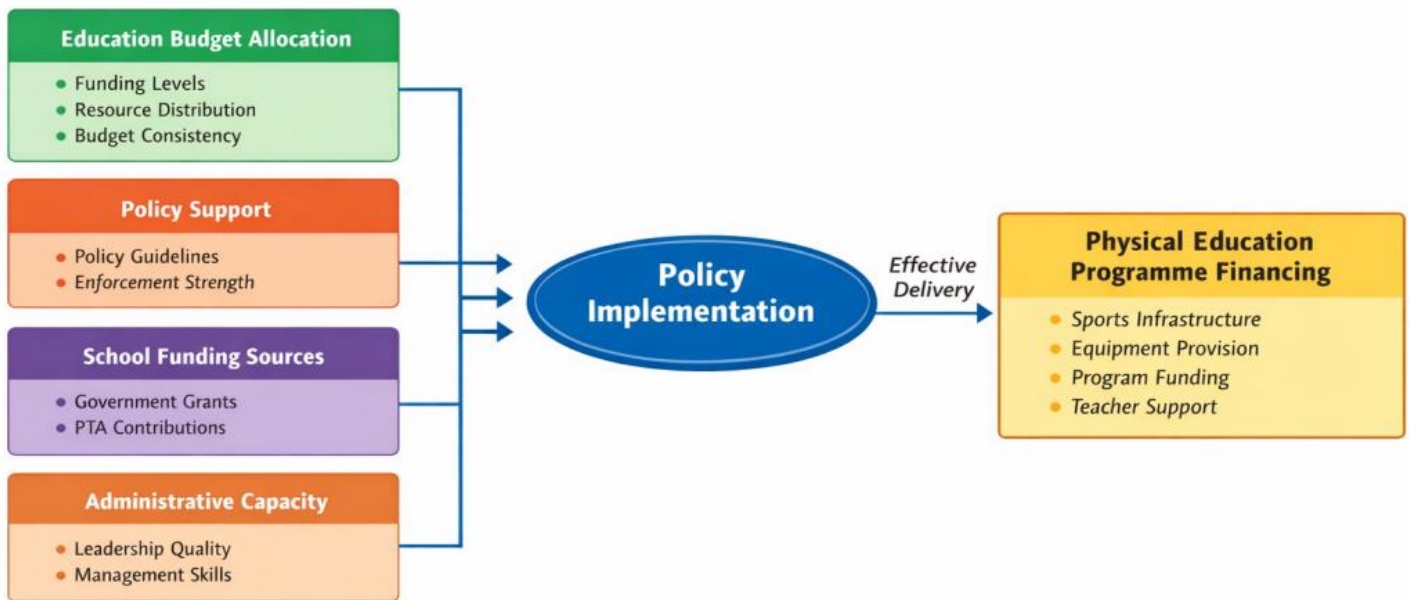 Education Budget Allocation
Funding Levels
Resource Distribution
Budget Consistency
Policy Support
Policy Guidelines
Enforcement Strength
School Funding Sources
Government Grants
PTA Contributions
Administrative Capacity
Leadership Quality
Management Skills
Policy
Implementation
Effective
Delivery
Physical Education
Programme Financing
Sports Infrastructure
Equipment Provision
Program Funding
Teacher Support